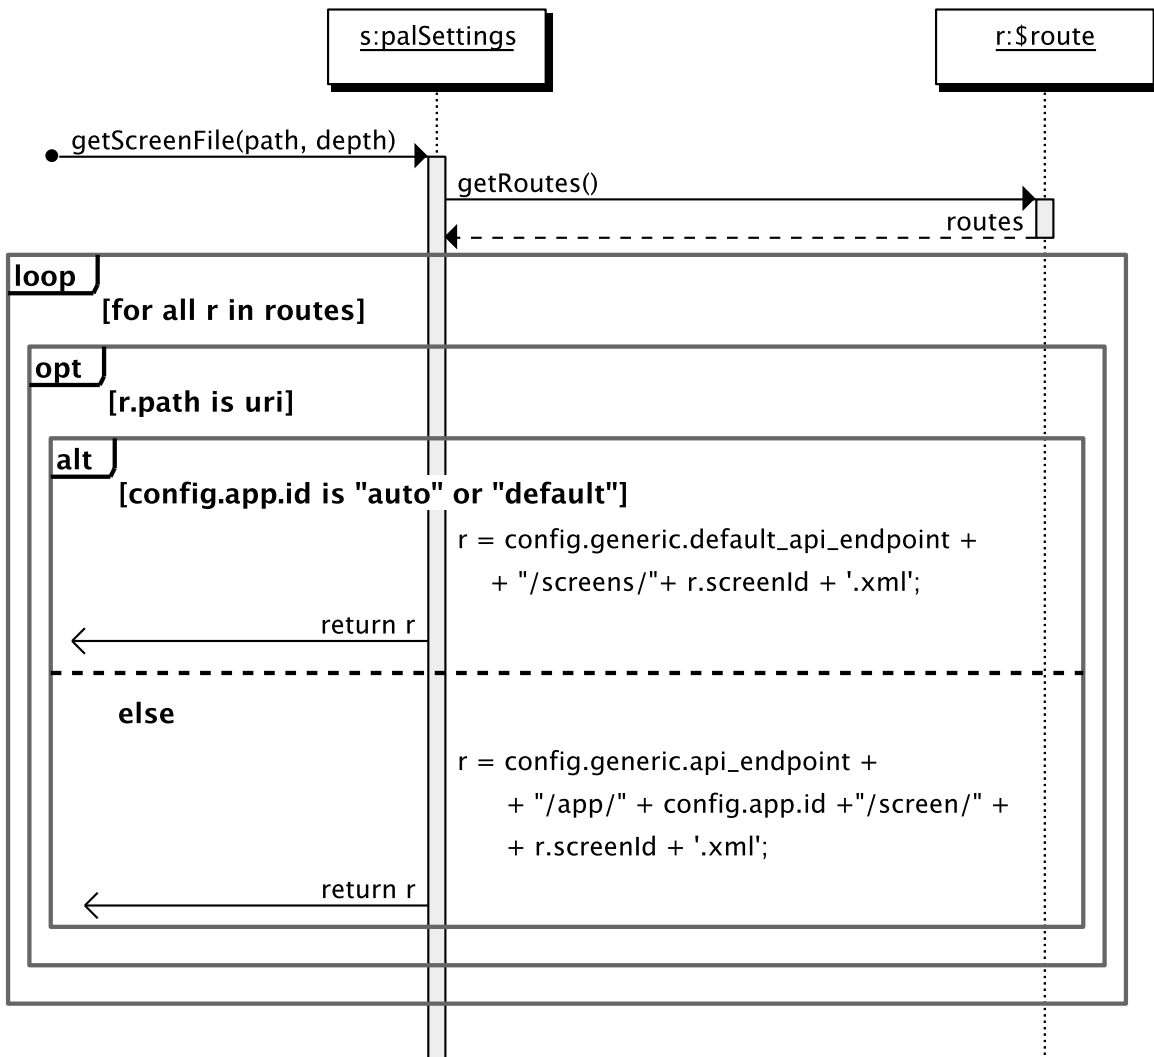 s:palSettings
r:$route
getScreenFile(path, depth)
getRoutes()
routes
loop
[for all r in routes]
opt
[r.path is uri]
alt
[config.app.id is "auto" or "default"]
r = config.generic.default_api_endpoint +
+ "/screens/"+ r.screenId + '.xml';
return r
else
r = config.generic.api_endpoint +
+ "/app/" + config.app.id +"/screen/" +
+ r.screenId + '.xml';
return r